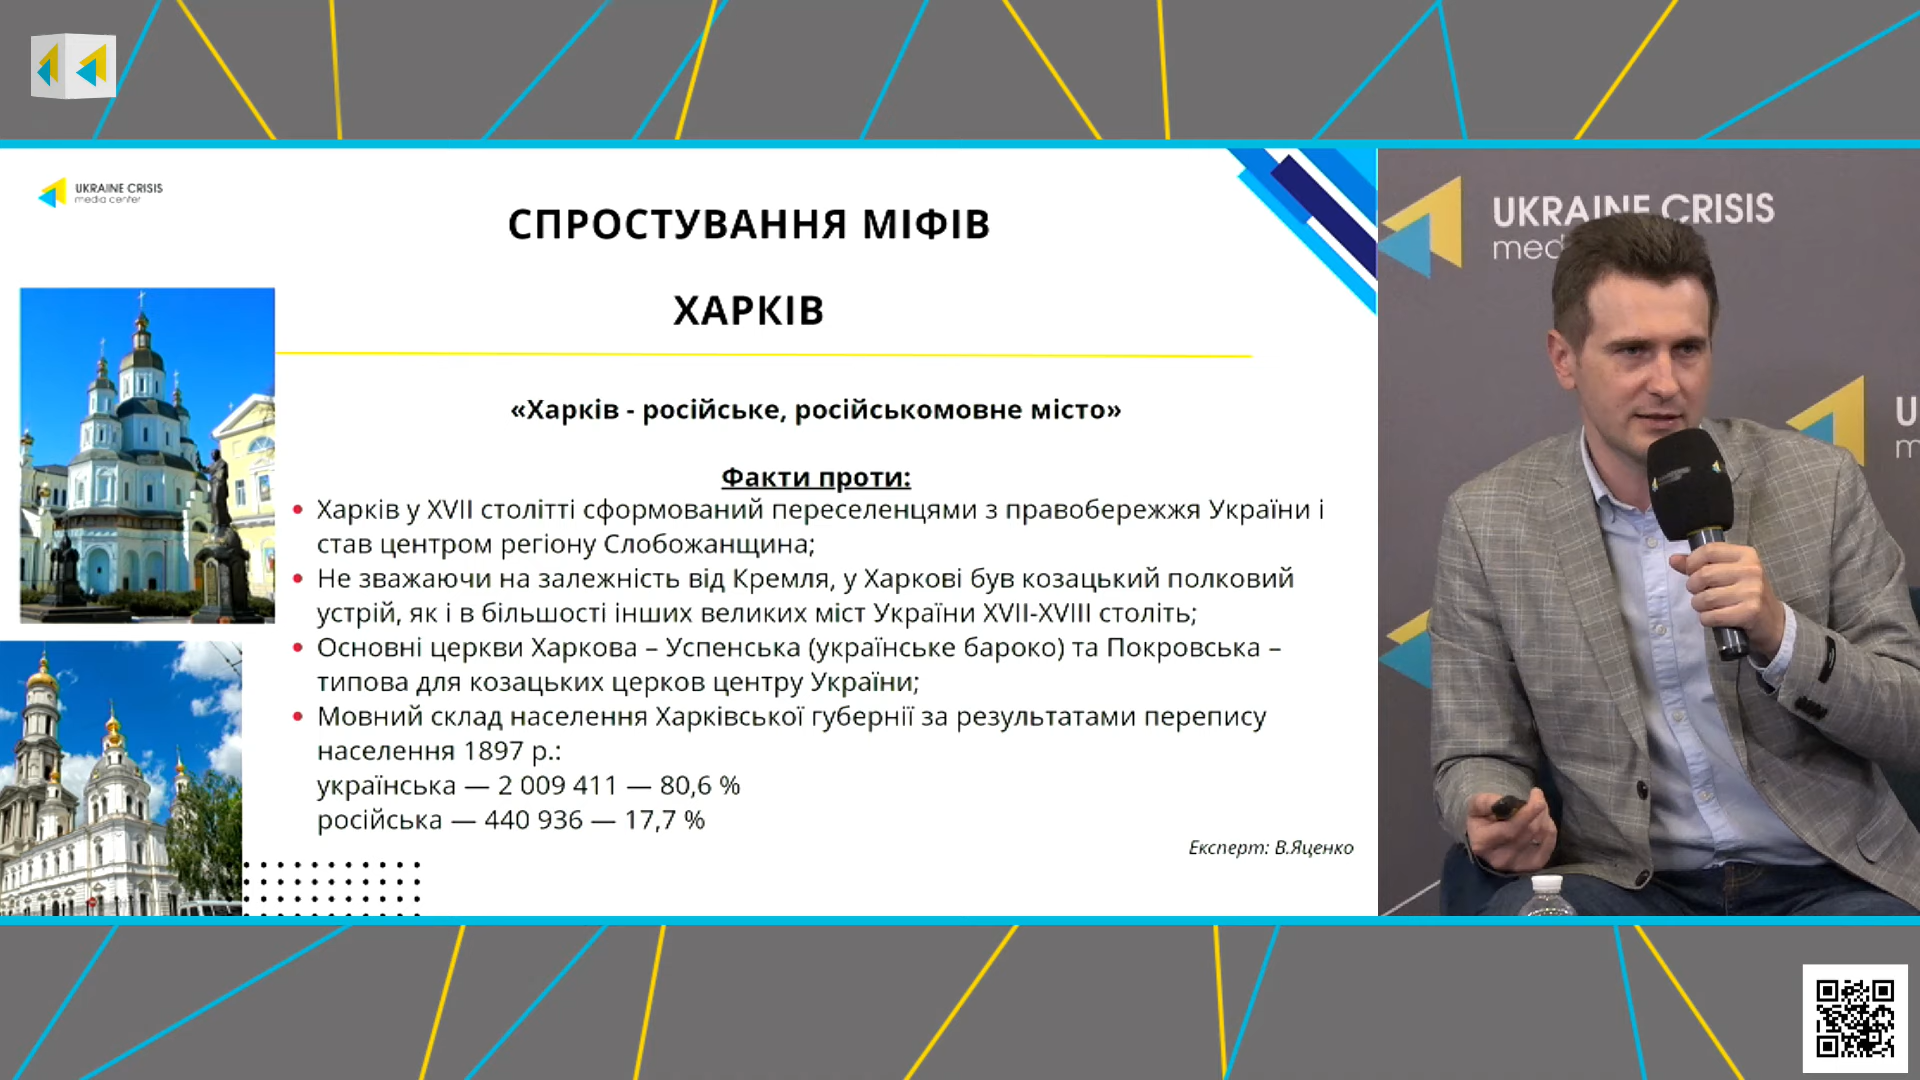 UKRAINE CRISIS
media center
СПРОСТУВАННЯ МІФІВ
ХАРКІВ
«Харків - російське, російськомовне місто»
Факти проти:
Харків у XVII столітті сформований переселенцями з правобережжя України і
став центром регіону Слобожанщина;
Не зважаючи на залежність від Кремля, у Харкові був козацький полковий
устрій, як і в більшості інших великих міст України XVII-XVIII століть;
Основні церкви Харкова – Успенська (українське бароко) та Покровська –
типова для козацьких церков центру України;
Мовний склад населення Харківської губернії за результатами перепису
населення 1897 р.:
українська — 2 009 411 — 80,6 %
російська — 440 936 — 17,7 %
Експерт: В.Яценко
UKRAINE CRISIS
med
U
m